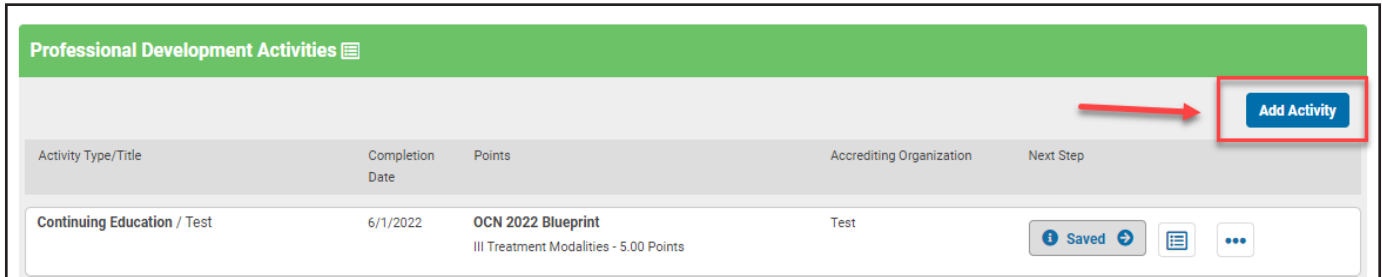 Professional Development Activities
Add Activity
Activity Type/Title Completion Date Points Accrediting Organization Next Step
Continuing Education / Test 6/1/2022 OCN 2022 Blueprint Test Saved
III Treatment Modalities - 5.00 Points